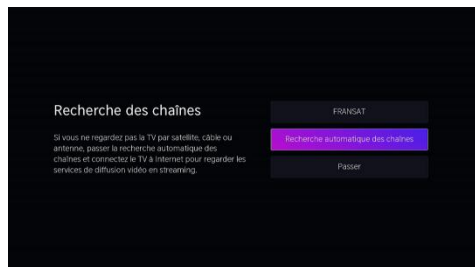 Recherche des chaînes
Si vous ne regardez pas la TV par satellite, câble ou
antenne, passer la recherche automatique des
chaînes et connectez le TV à Internet pour regarder les
services de diffusion vidéo en streaming.
FRANSAT
Recherche automatique des chaînes
Passer